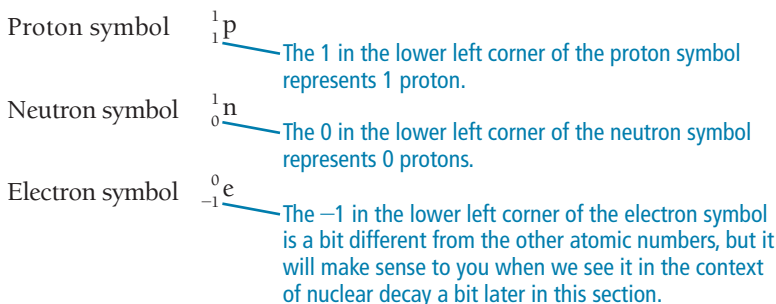 Proton symbol ¹₁p
The 1 in the lower left corner of the proton symbol
represents 1 proton.
Neutron symbol ¹₀n
The 0 in the lower left corner of the neutron symbol
represents 0 protons.
Electron symbol ⁰₋₁e
The −1 in the lower left corner of the electron symbol
is a bit different from the other atomic numbers, but it
will make sense to you when we see it in the context
of nuclear decay a bit later in this section.